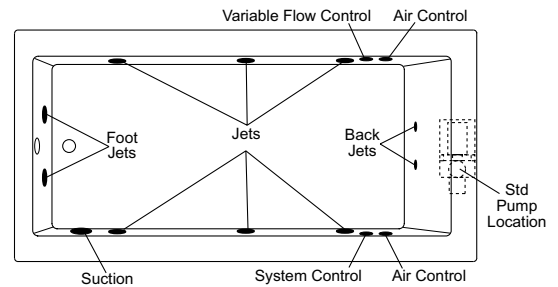 Variable Flow Control
Air Control
Foot
Jets
Jets
Back
Jets
Std
Pump
Location
Suction
System Control
Air Control